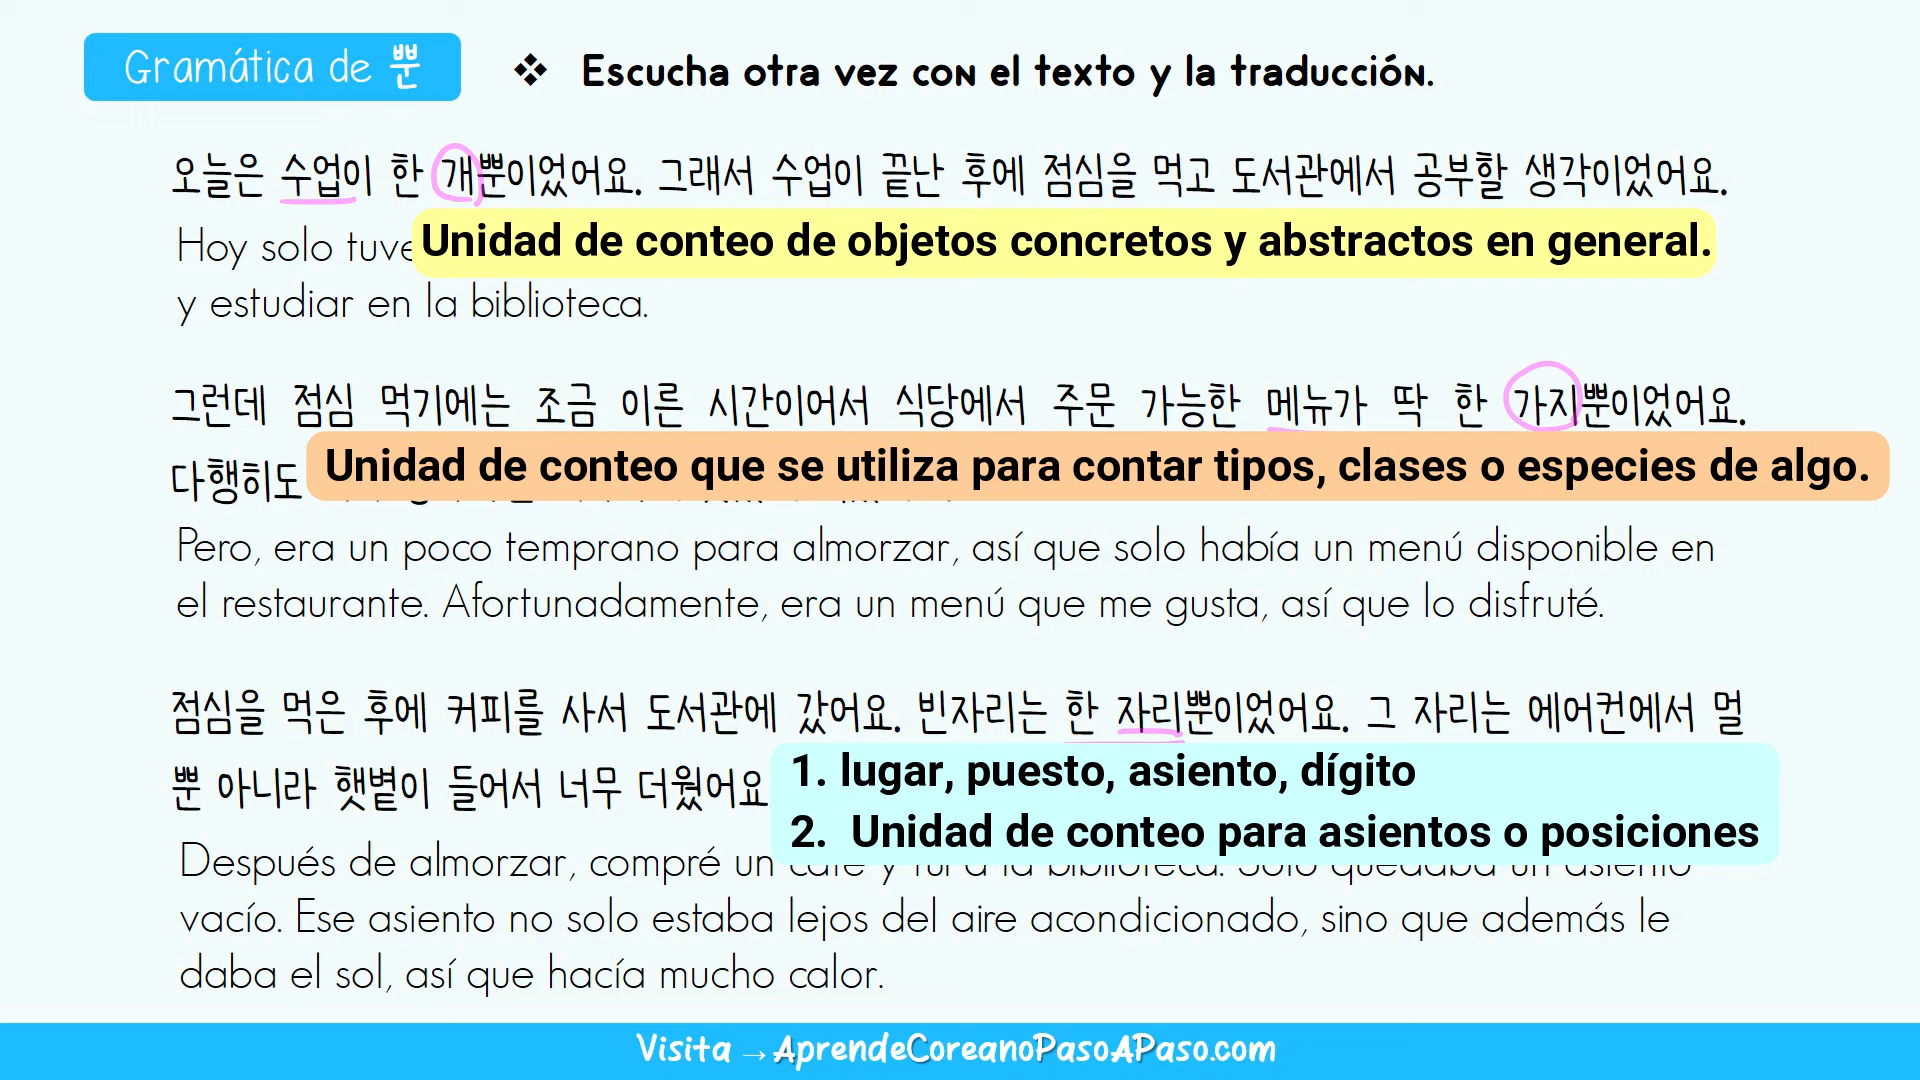 Gramática de 뿐
❖ Escucha otra vez con el texto y la traducción.
오늘은 수업이 한 개뿐이었어요. 그래서 수업이 끝난 후에 점심을 먹고 도서관에서 공부할 생각이었어요.
Hoy solo tuve
Unidad de conteo de objetos concretos y abstractos en general.
y estudiar en la biblioteca.
그런데 점심 먹기에는 조금 이른 시간이어서 식당에서 주문 가능한 메뉴가 딱 한 가지뿐이었어요.
다행히도
Unidad de conteo que se utiliza para contar tipos, clases o especies de algo.
Pero, era un poco temprano para almorzar, así que solo había un menú disponible en
el restaurante. Afortunadamente, era un menú que me gusta, así que lo disfruté.
점심을 먹은 후에 커피를 사서 도서관에 갔어요. 빈자리는 한 자리뿐이었어요. 그 자리는 에어컨에서 멀
뿐 아니라 햇볕이 들어서 너무 더웠어요
1. lugar, puesto, asiento, dígito
2. Unidad de conteo para asientos o posiciones
Después de almorzar, compré un café y fui a la biblioteca. Solo quedaba un asiento
vacío. Ese asiento no solo estaba lejos del aire acondicionado, sino que además le
daba el sol, así que hacía mucho calor.
Visita → AprendeCoreanoPasoAPaso.com